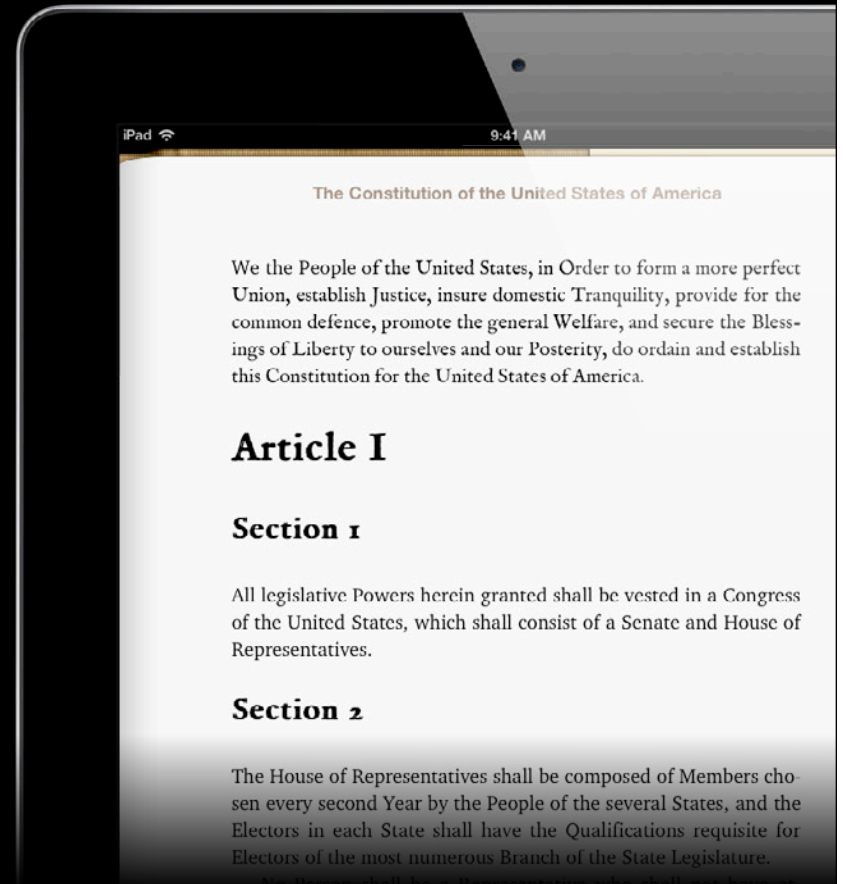 iPad
9:41 AM
The Constitution of the United States of America
We the People of the United States, in Order to form a more perfect
Union, establish Justice, insure domestic Tranquility, provide for the
common defence, promote the general Welfare, and secure the Bless-
ings of Liberty to ourselves and our Posterity, do ordain and establish
this Constitution for the United States of America.
Article I
Section 1
All legislative Powers herein granted shall be vested in a Congress
of the United States, which shall consist of a Senate and House of
Representatives.
Section 2
The House of Representatives shall be composed of Members cho-
sen every second Year by the People of the several States, and the
Electors in each State shall have the Qualifications requisite for
Electors of the most numerous Branch of the State Legislature.